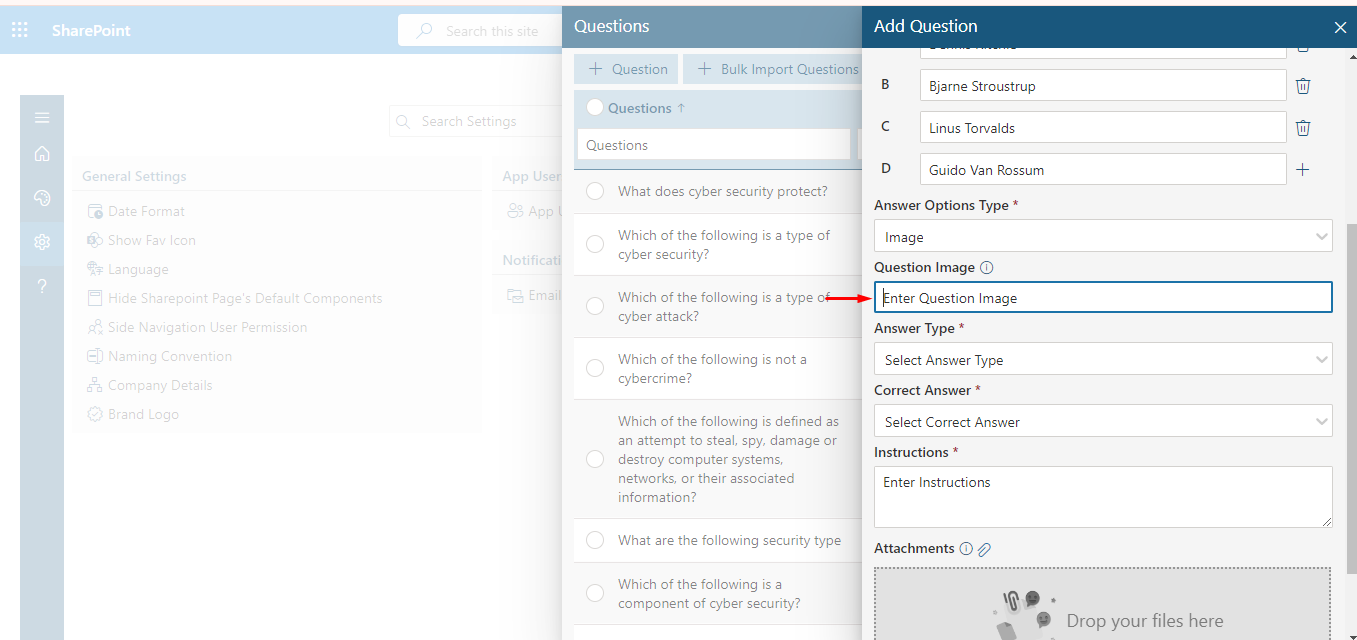 SharePoint
Search this site
Search Settings
General Settings
Date Format
Show Fav Icon
Language
Hide Sharepoint Page's Default Components
Side Navigation User Permission
Naming Convention
Company Details
Brand Logo
App User
App U
Notificati
Email
Questions
Question
Bulk Import Questions
Questions ↑
Questions
What does cyber security protect?
Which of the following is a type of
cyber security?
Which of the following is a type of
cyber attack?
Which of the following is not a
cybercrime?
Which of the following is defined as
an attempt to steal, spy, damage or
destroy computer systems,
networks, or their associated
information?
What are the following security type
Which of the following is a
component of cyber security?
Add Question
B
Bjarne Stroustrup
C
Linus Torvalds
D
Guido Van Rossum
Answer Options Type *
Image
Question Image
Enter Question Image
Answer Type *
Select Answer Type
Correct Answer *
Select Correct Answer
Instructions *
Enter Instructions
Attachments
Drop your files here